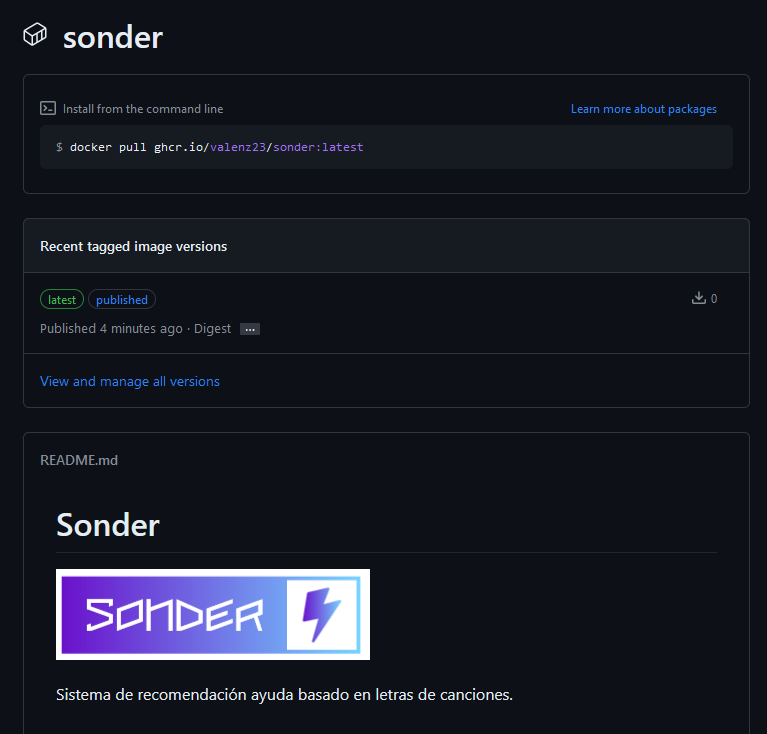 sonder
Install from the command line
Learn more about packages
$ docker pull ghcr.io/valenz23/sonder:latest
Recent tagged image versions
latest published
0
Published 4 minutes ago · Digest ...
View and manage all versions
README.md
Sonder
SONDER
Sistema de recomendación ayuda basado en letras de canciones.